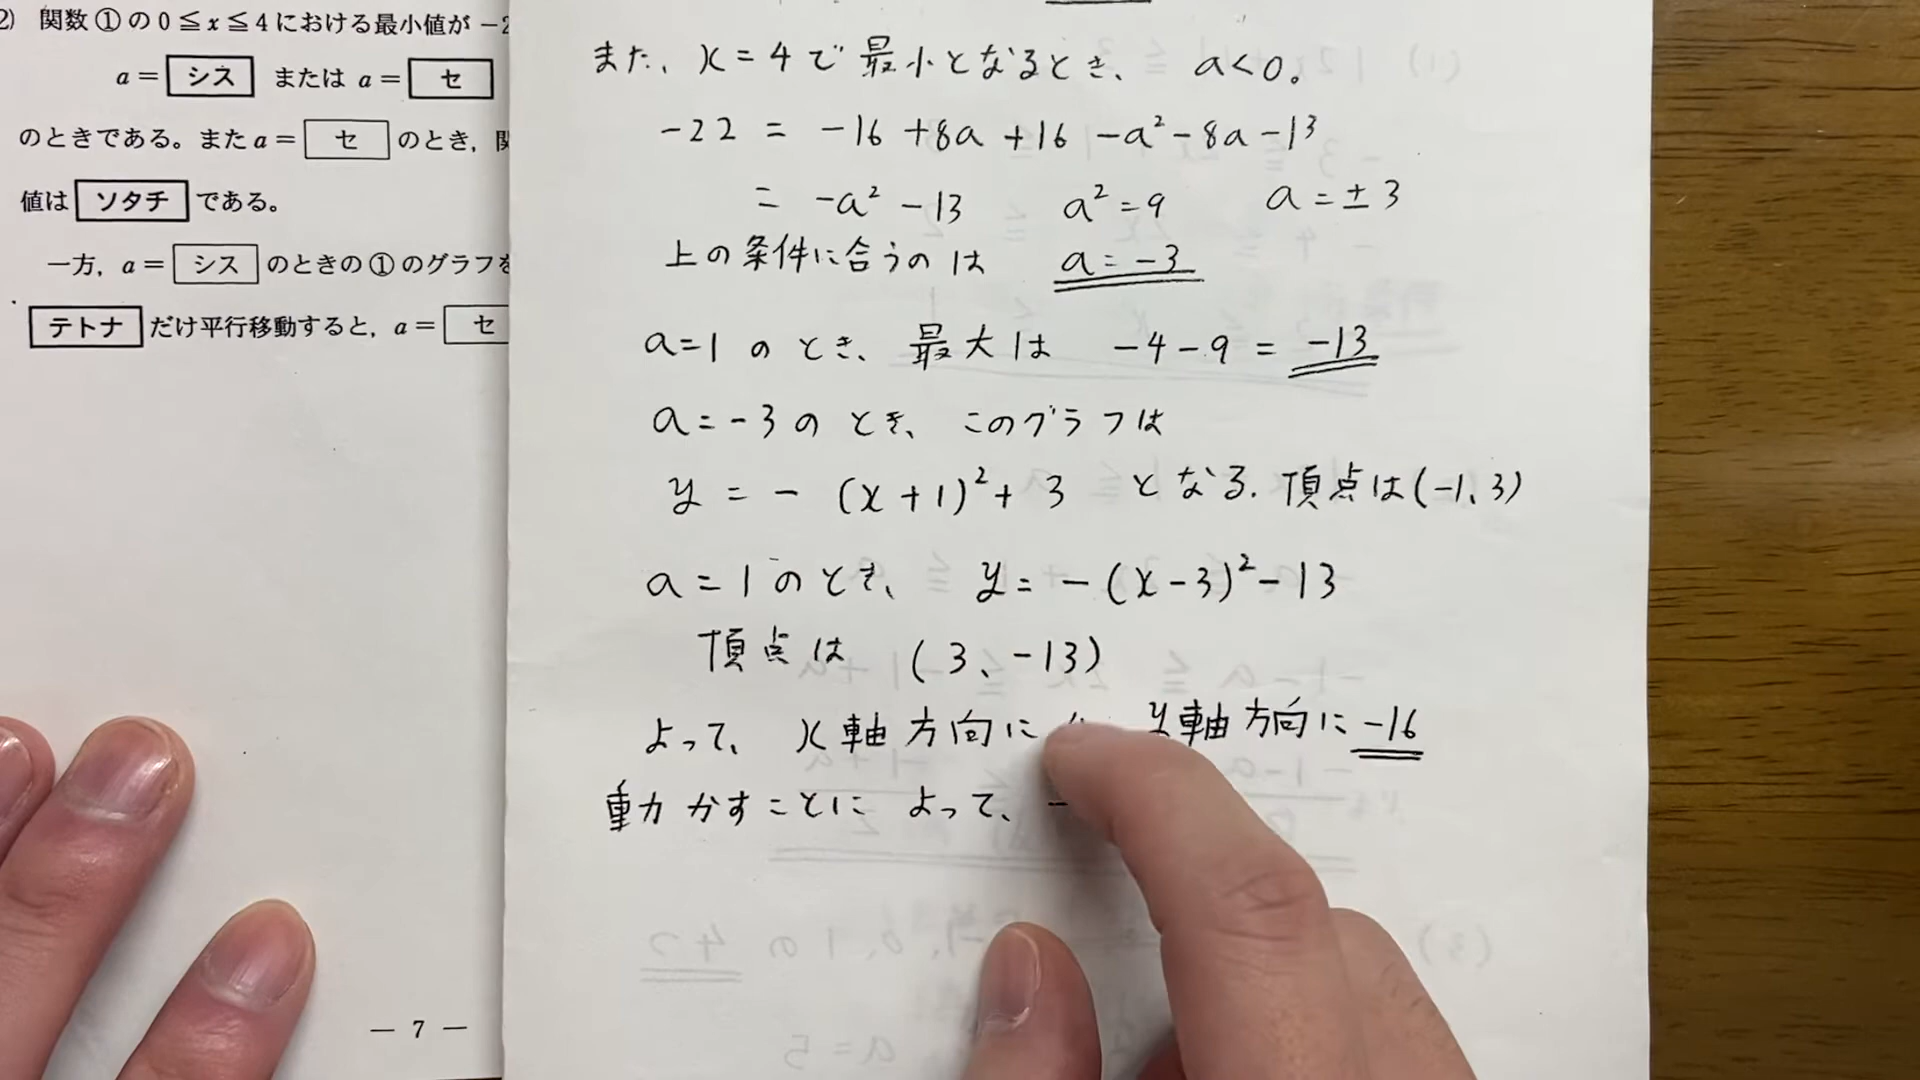 2) 関数①の0≦x≦4における最小値が−2
a= シス または a= セ
のときである。またa= セ のとき,関
値は ソタチ である。
一方, a= シス のときの①のグラフを
テトナ だけ平行移動すると, a= セ
— 7 —
また、x=4で最小となるとき、 a<0。
-22 = -16+8a+16-a²-8a-13
= -a²-13 a²=9 a=±3
上の条件に合うのは a=-3
a=1のとき、最大は -4-9=-13
a=-3のとき、このグラフは
y=-(x+1)²+3 となる.頂点は(-1、3)
a=1のとき、 y=-(x-3)²-13
頂点は (3、-13)
よって、x軸方向に y軸方向に-16
動かすことによって、